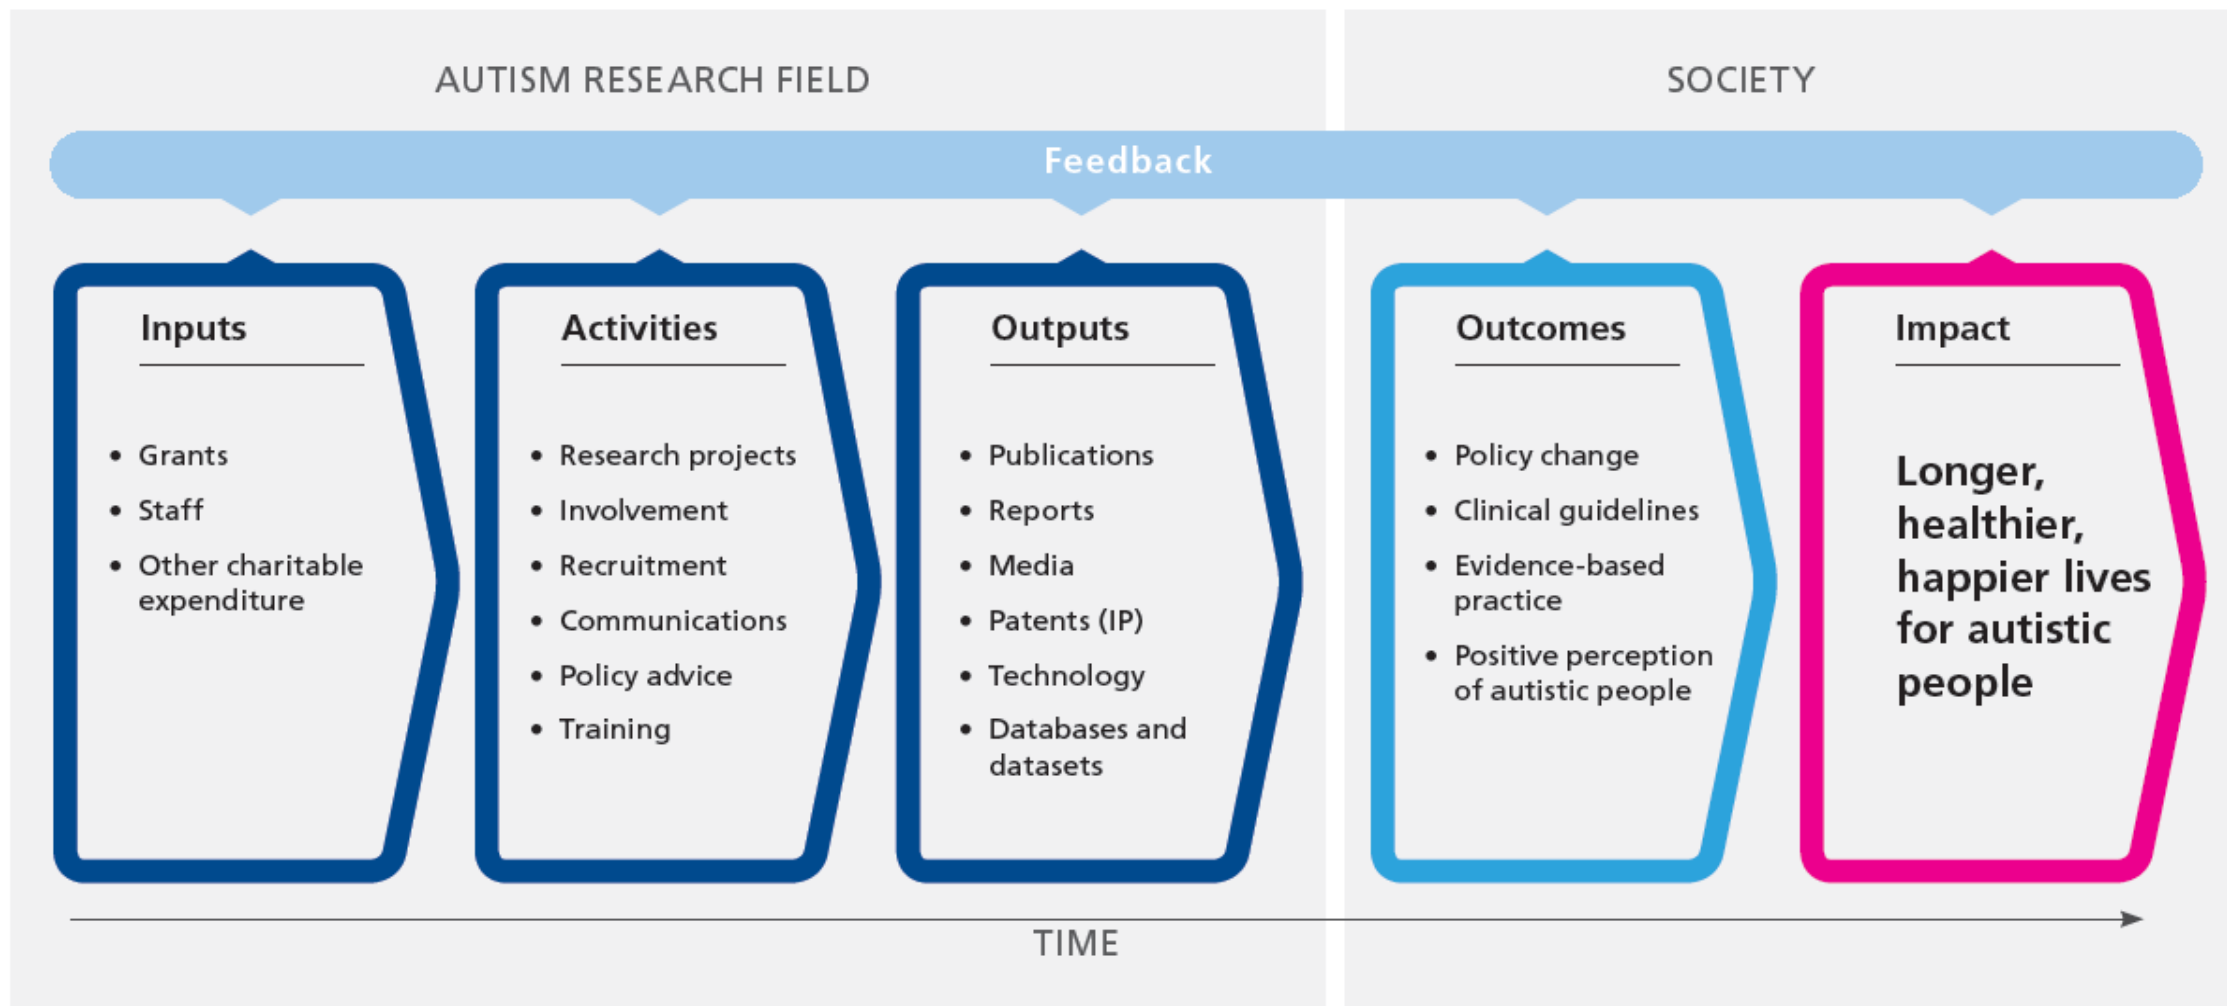 AUTISM RESEARCH FIELD
SOCIETY
Feedback
Inputs
• Grants
• Staff
• Other charitable
expenditure
Activities
• Research projects
• Involvement
• Recruitment
• Communications
• Policy advice
• Training
Outputs
• Publications
• Reports
• Media
• Patents (IP)
• Technology
• Databases and
datasets
Outcomes
• Policy change
• Clinical guidelines
• Evidence-based
practice
• Positive perception
of autistic people
Impact
Longer,
healthier,
happier lives
for autistic
people
TIME